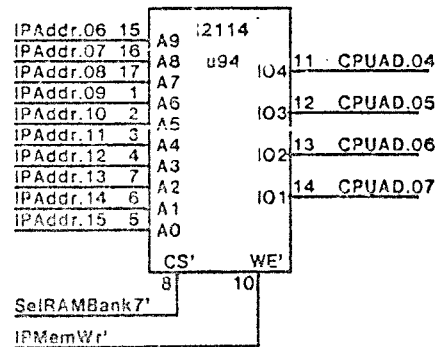 i2114
u94
IPAddr.06 15 A9
IPAddr.07 16 A8
IPAddr.08 17 A7
IPAddr.09 1 A6
IPAddr.10 2 A5
IPAddr.11 3 A4
IPAddr.12 4 A3
IPAddr.13 7 A2
IPAddr.14 6 A1
IPAddr.15 5 A0
IO4 11 CPUAD.04
IO3 12 CPUAD.05
IO2 13 CPUAD.06
IO1 14 CPUAD.07
CS' WE'
8 10
SelRAMBank7'
IPMemWr'